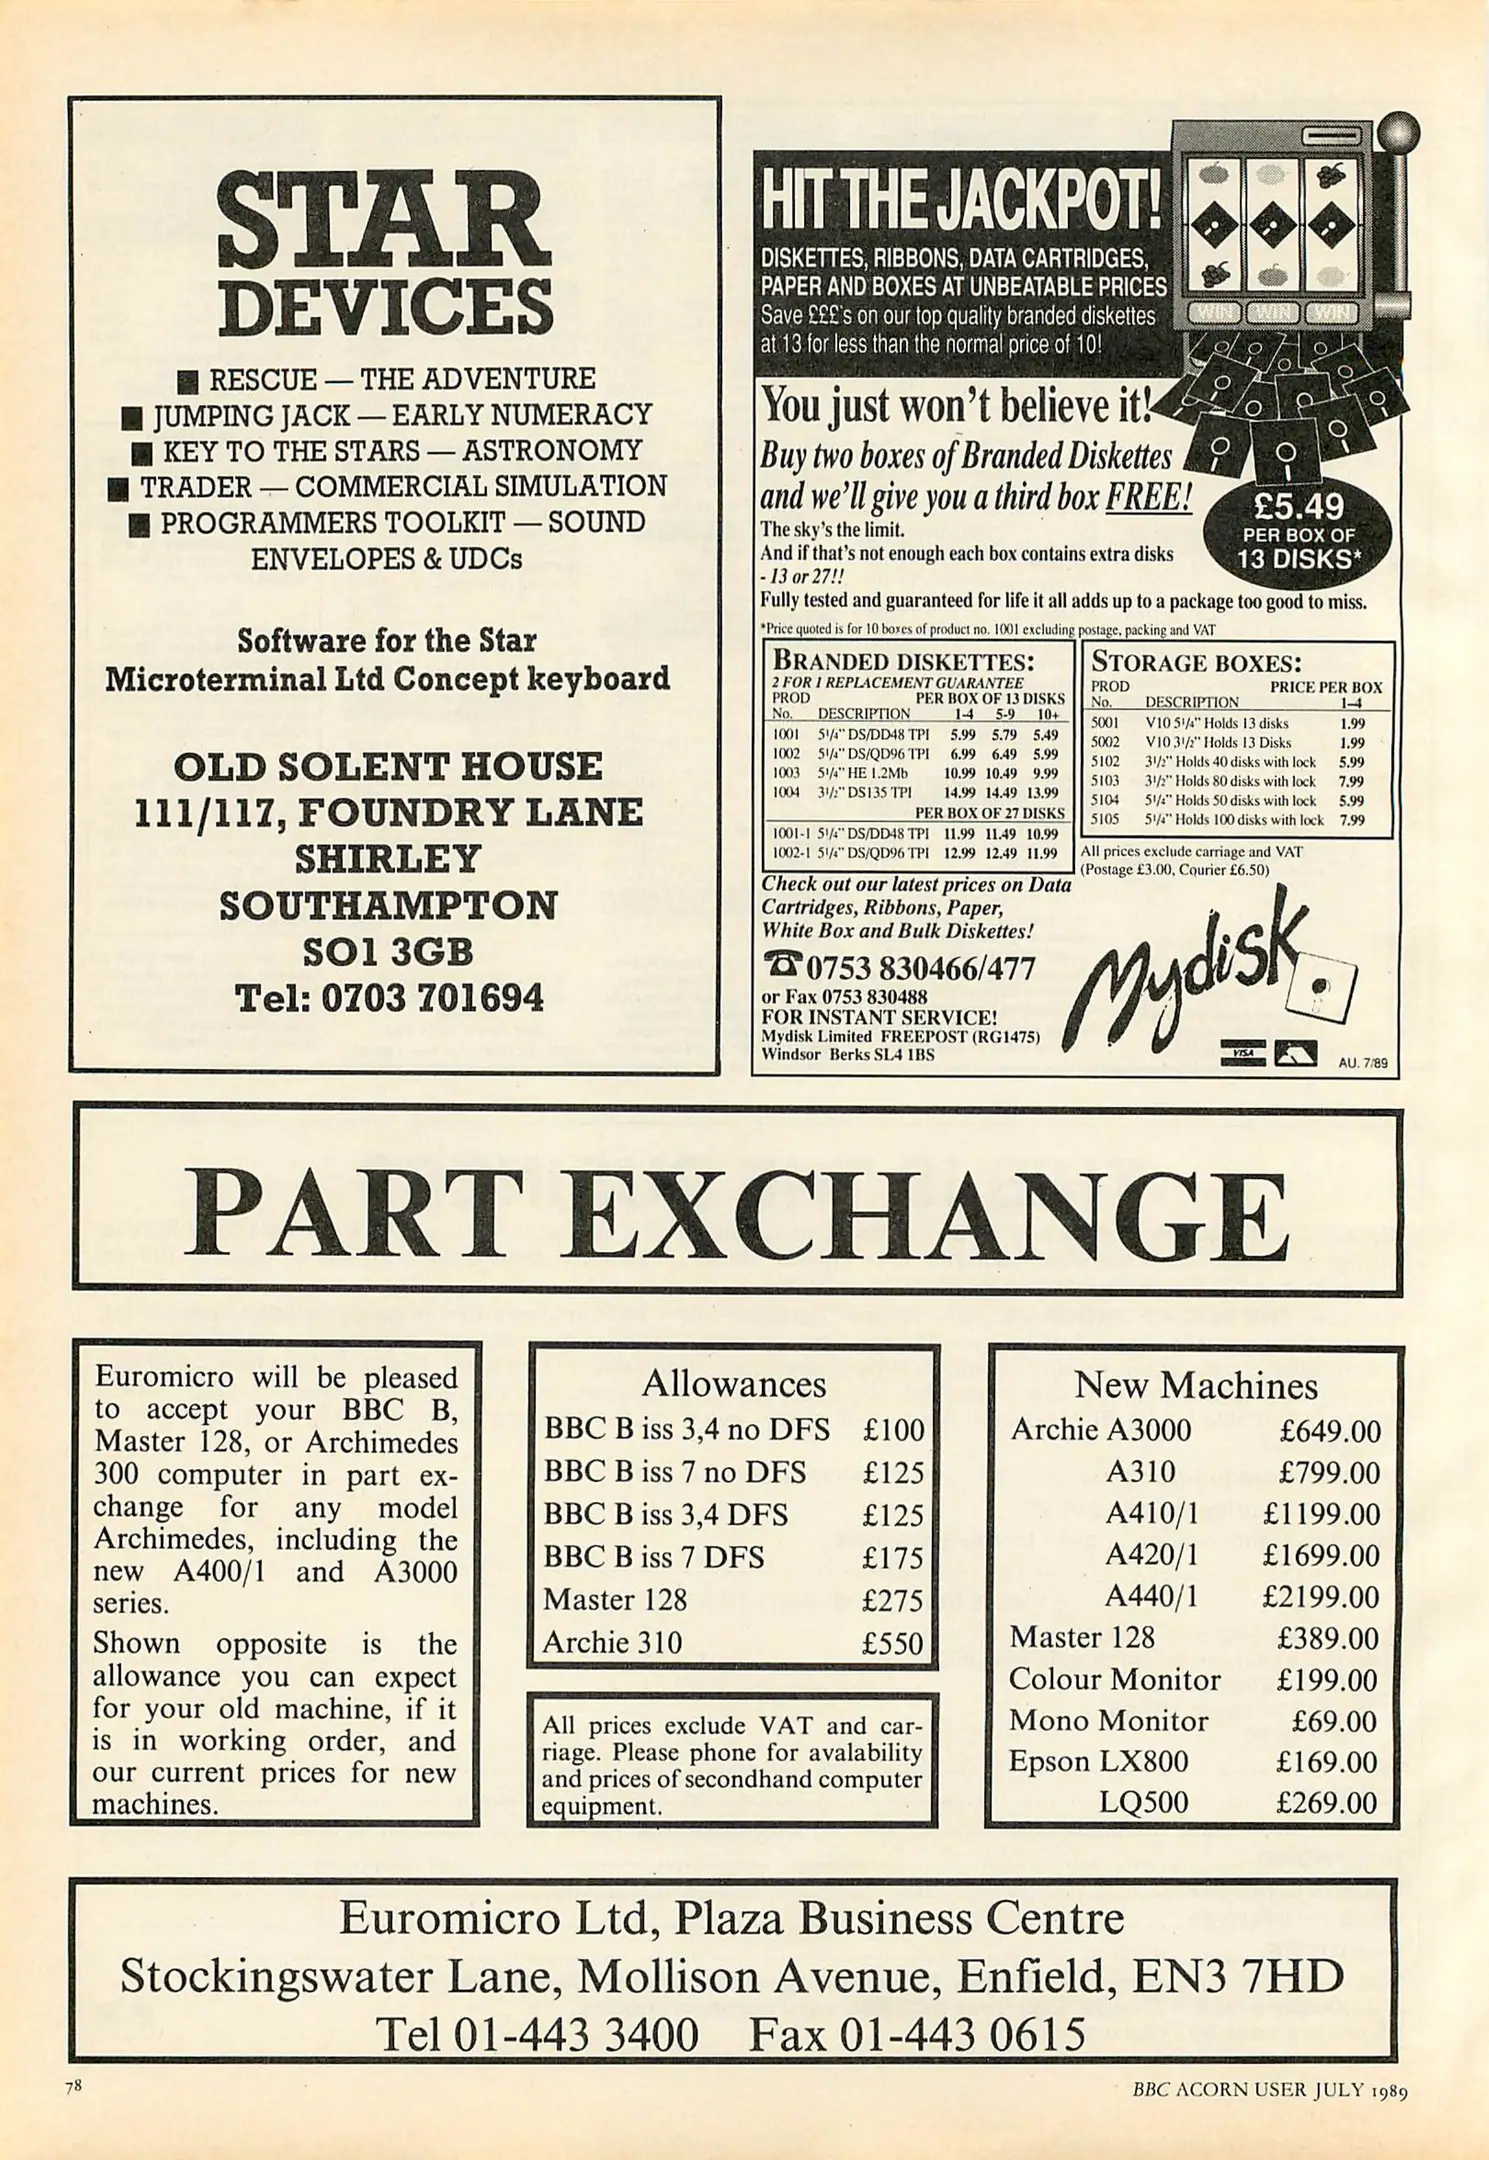 STAR
DEVICES
■ RESCUE — THE ADVENTURE
■ JUMPING JACK — EARLY NUMERACY
■ KEY TO THE STARS — ASTRONOMY
■ TRADER — COMMERCIAL SIMULATION
■ PROGRAMMERS TOOLKIT — SOUND
ENVELOPES & UDCs
Software for the Star
Microterminal Ltd Concept keyboard
OLD SOLENT HOUSE
111/117, FOUNDRY LANE
SHIRLEY
SOUTHAMPTON
SO1 3GB
Tel: 0703 701694
HIT THE JACKPOT!
DISKETTES, RIBBONS, DATA CARTRIDGES,
PAPER AND BOXES AT UNBEATABLE PRICES
Save £££'s on our top quality branded diskettes
at 13 for less than the normal price of 10!
WIN WIN WIN
You just won't believe it!
Buy two boxes of Branded Diskettes
and we'll give you a third box FREE!
The sky's the limit.
And if that's not enough each box contains extra disks
- 13 or 27!!
Fully tested and guaranteed for life it all adds up to a package too good to miss.
*Price quoted is for 10 boxes of product no. 1001 excluding postage, packing and VAT
£5.49
PER BOX OF
13 DISKS*
BRANDED DISKETTES:
2 FOR 1 REPLACEMENT GUARANTEE
PROD PER BOX OF 13 DISKS
No. DESCRIPTION 1-4 5-9 10+
1001 5¼" DS/DD48 TPI 5.99 5.79 5.49
1002 5¼" DS/QD96 TPI 6.99 6.49 5.99
1003 5¼" HE 1.2Mb 10.99 10.49 9.99
1004 3½" DS135 TPI 14.99 14.49 13.99
PER BOX OF 27 DISKS
1001-1 5¼" DS/DD48 TPI 11.99 11.49 10.99
1002-1 5¼" DS/QD96 TPI 12.99 12.49 11.99
STORAGE BOXES:
PROD PRICE PER BOX
No. DESCRIPTION 1-4
5001 V10 5¼" Holds 13 disks 1.99
5002 V10 3½" Holds 13 Disks 1.99
5102 3½" Holds 40 disks with lock 5.99
5103 3½" Holds 80 disks with lock 7.99
5104 5¼" Holds 50 disks with lock 5.99
5105 5¼" Holds 100 disks with lock 7.99
All prices exclude carriage and VAT
(Postage £3.00, Courier £6.50)
Check out our latest prices on Data
Cartridges, Ribbons, Paper,
White Box and Bulk Diskettes!
☎0753 830466/477
or Fax 0753 830488
FOR INSTANT SERVICE!
Mydisk Limited FREEPOST (RG1475)
Windsor Berks SL4 1BS
Mydisk
VISA
AU. 7/89
PART EXCHANGE
Euromicro will be pleased
to accept your BBC B,
Master 128, or Archimedes
300 computer in part ex-
change for any model
Archimedes, including the
new A400/1 and A3000
series.
Shown opposite is the
allowance you can expect
for your old machine, if it
is in working order, and
our current prices for new
machines.
Allowances
BBC B iss 3,4 no DFS £100
BBC B iss 7 no DFS £125
BBC B iss 3,4 DFS £125
BBC B iss 7 DFS £175
Master 128 £275
Archie 310 £550
All prices exclude VAT and car-
riage. Please phone for avalability
and prices of secondhand computer
equipment.
New Machines
Archie A3000 £649.00
A310 £799.00
A410/1 £1199.00
A420/1 £1699.00
A440/1 £2199.00
Master 128 £389.00
Colour Monitor £199.00
Mono Monitor £69.00
Epson LX800 £169.00
LQ500 £269.00
Euromicro Ltd, Plaza Business Centre
Stockingswater Lane, Mollison Avenue, Enfield, EN3 7HD
Tel 01-443 3400 Fax 01-443 0615
78
BBC ACORN USER JULY 1989